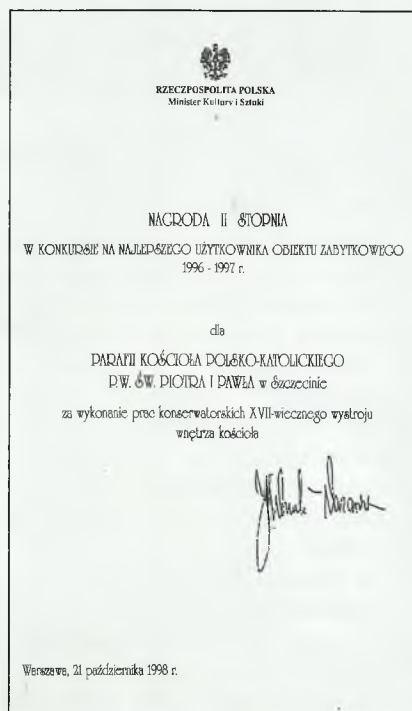 RZECZPOSPOLITA POLSKA
Minister Kultury i Sztuki
NAGRODA II STOPNIA
W KONKURSIE NA NAJLEPSZEGO UŻYTKOWNIKA OBIEKTU ZABYTKOWEGO
1996 - 1997 r.
dla
PARAFII KOŚCIOŁA POLSKO-KATOLICKIEGO
P.W. ŚW. PIOTRA I PAWŁA w Szczecinie
za wykonanie prac konserwatorskich XVII-wiecznego wystroju
wnętrza kościoła
Warszawa, 21 października 1998 r.